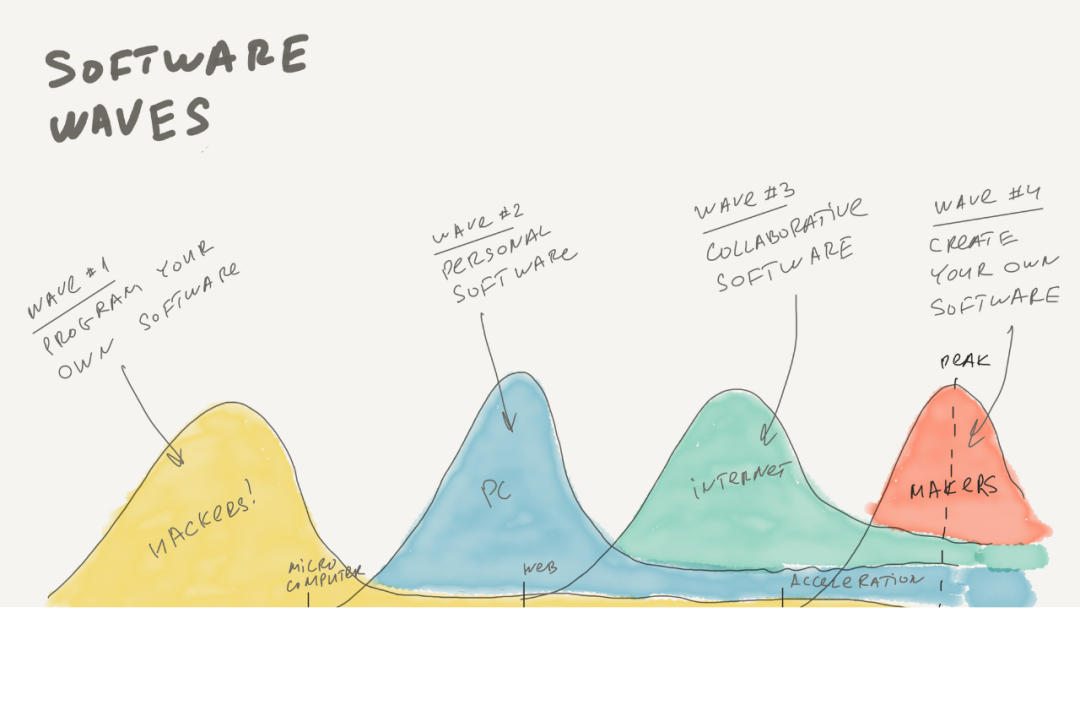 SOFTWARE
WAVES
WAVE #1
PROGRAM YOUR
OWN SOFTWARE
WAVE #2
PERSONAL
SOFTWARE
WAVE #3
COLLABORATIVE
SOFTWARE
WAVE #4
CREATE
YOUR OWN
SOFTWARE
PEAK
HACKERS!
PC
INTERNET
MAKERS
MICRO
COMPUTER
WEB
ACCELERATION